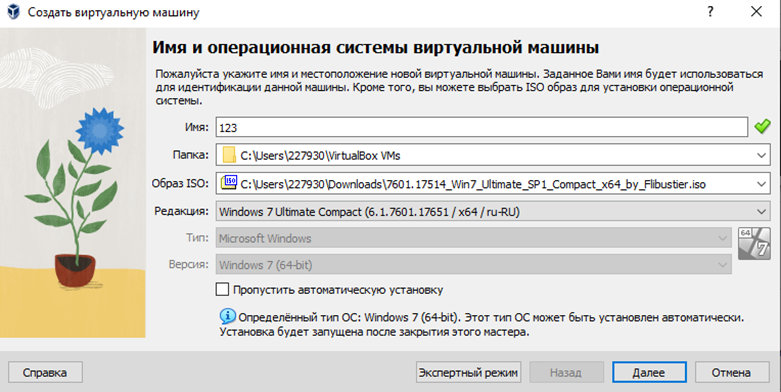 Создать виртуальную машину
? ×
Имя и операционная системы виртуальной машины
Пожалуйста укажите имя и местоположение новой виртуальной машины. Заданное Вами имя будет использоваться
для идентификации данной машины. Кроме того, вы можете выбрать ISO образ для установки операционной
системы.
Имя: 123
Папка: C:\Users\227930\VirtualBox VMs
Образ ISO: ISO C:\Users\227930\Downloads\7601.17514_Win7_Ultimate_SP1_Compact_x64_by_Flibustier.iso
Редакция: Windows 7 Ultimate Compact (6.1.7601.17651 / x64 / ru-RU)
Тип: Microsoft Windows
64 7
Версия: Windows 7 (64-bit)
Пропустить автоматическую установку
Определённый тип ОС: Windows 7 (64-bit). Этот тип ОС может быть установлен автоматически.
Установка будет запущена после закрытия этого мастера.
Справка Экспертный режим Назад Далее Отмена